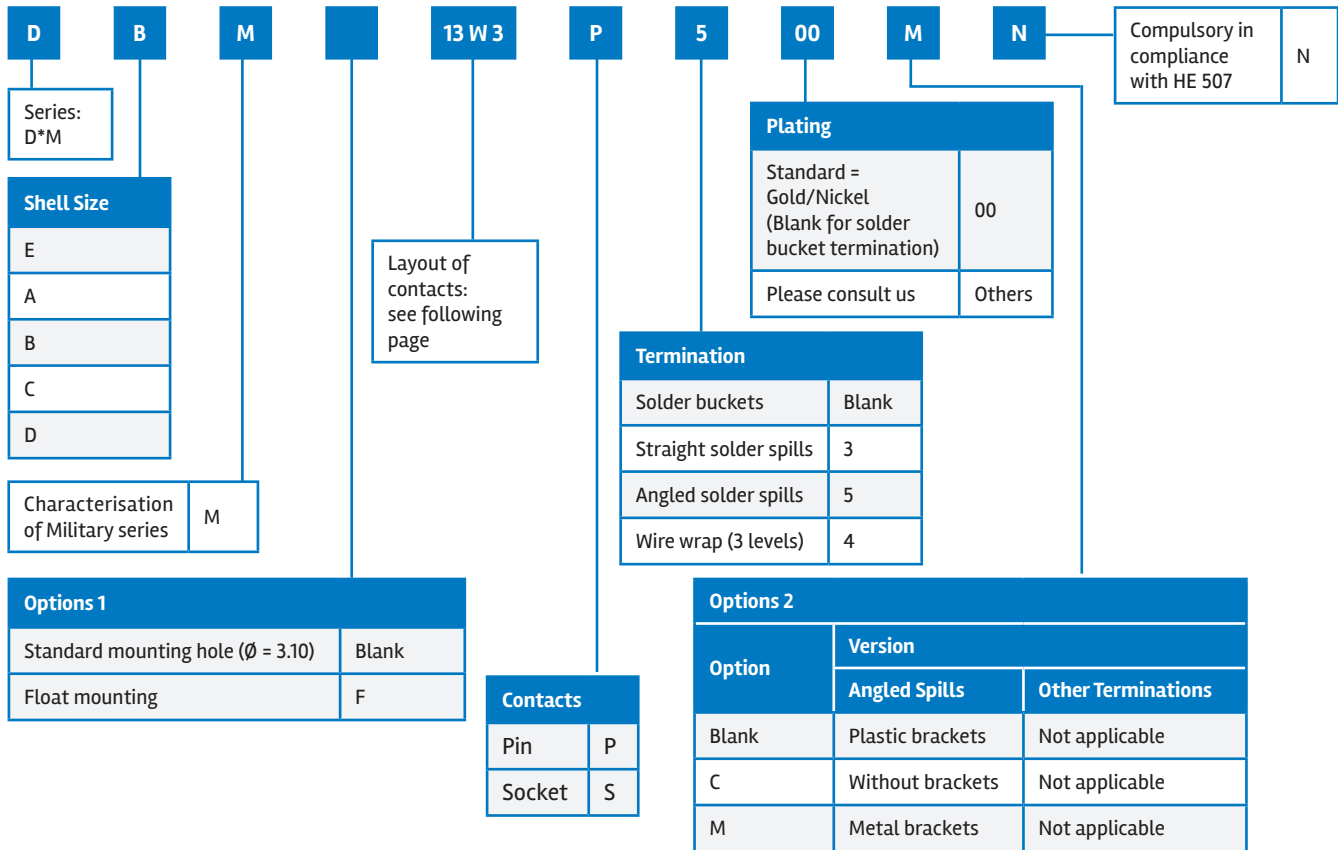 D B M 13 W 3 P 5 00 M N
Compulsory in
compliance
with HE 507
N
Series:
D*M
Shell Size
E
A
B
C
D
Characterisation
of Military series
M
Options 1
Standard mounting hole (Ø = 3.10) Blank
Float mounting F
Layout of
contacts:
see following
page
Contacts
Pin P
Socket S
Termination
Solder buckets Blank
Straight solder spills 3
Angled solder spills 5
Wire wrap (3 levels) 4
Plating
Standard =
Gold/Nickel
(Blank for solder
bucket termination)
00
Please consult us Others
Options 2
Option
Version
Angled Spills Other Terminations
Blank Plastic brackets Not applicable
C Without brackets Not applicable
M Metal brackets Not applicable